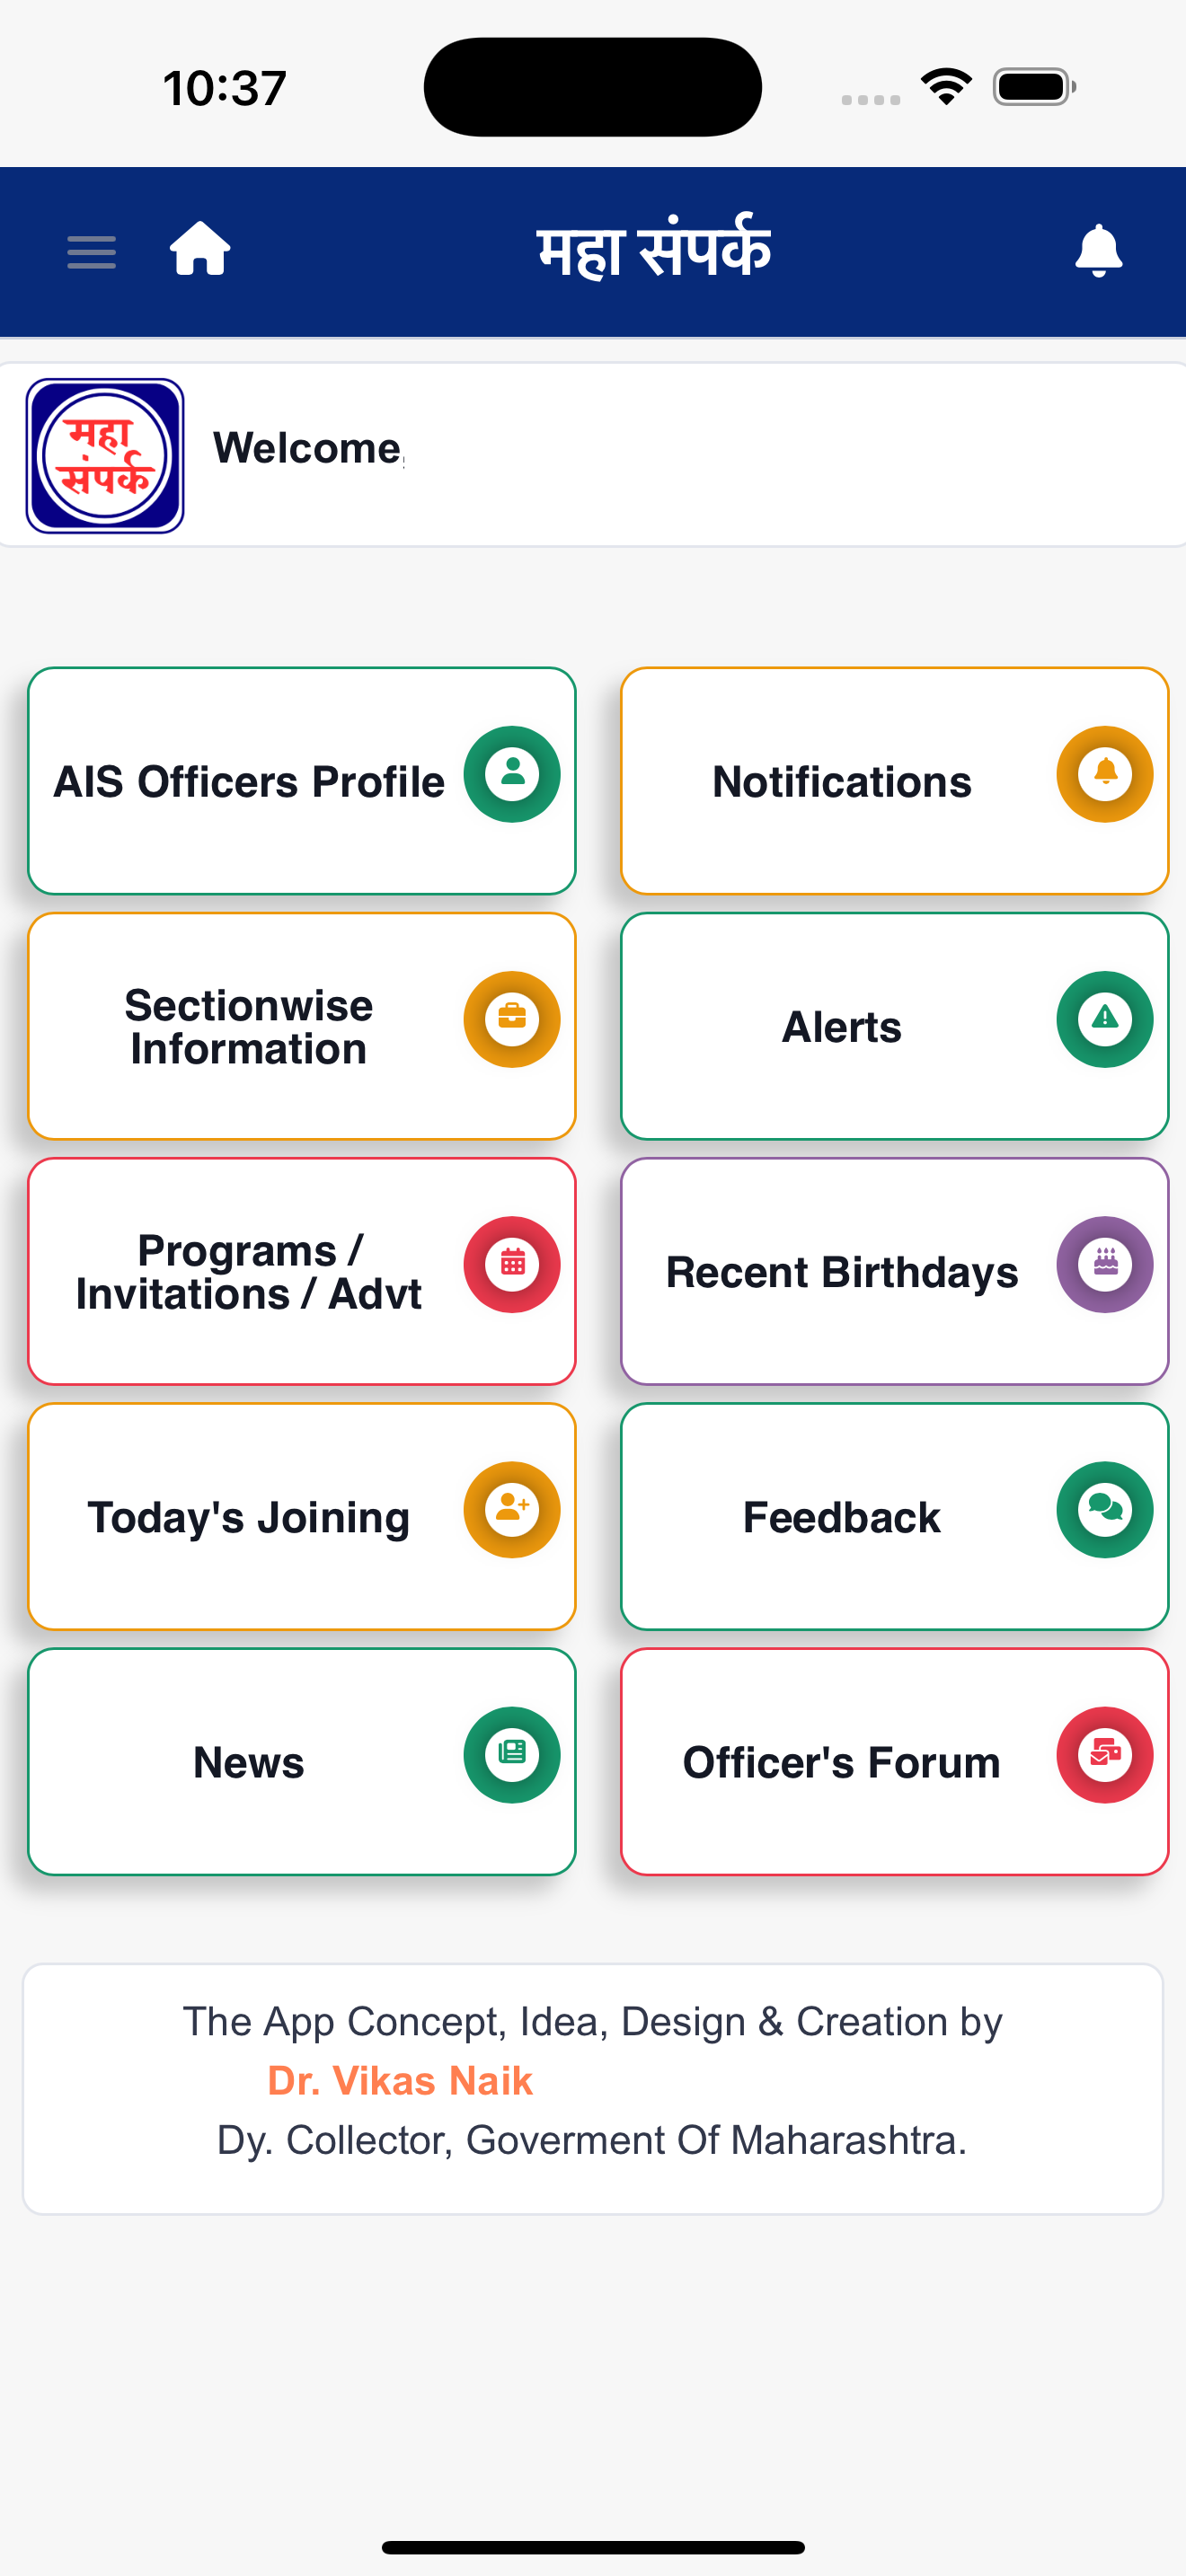 10:37
महा संपर्क
महा
संपर्क
Welcome
AIS Officers Profile
Notifications
Sectionwise
Information
Alerts
Programs /
Invitations / Advt
Recent Birthdays
Today's Joining
Feedback
News
Officer's Forum
The App Concept, Idea, Design & Creation by
Dr. Vikas Naik
Dy. Collector, Goverment Of Maharashtra.